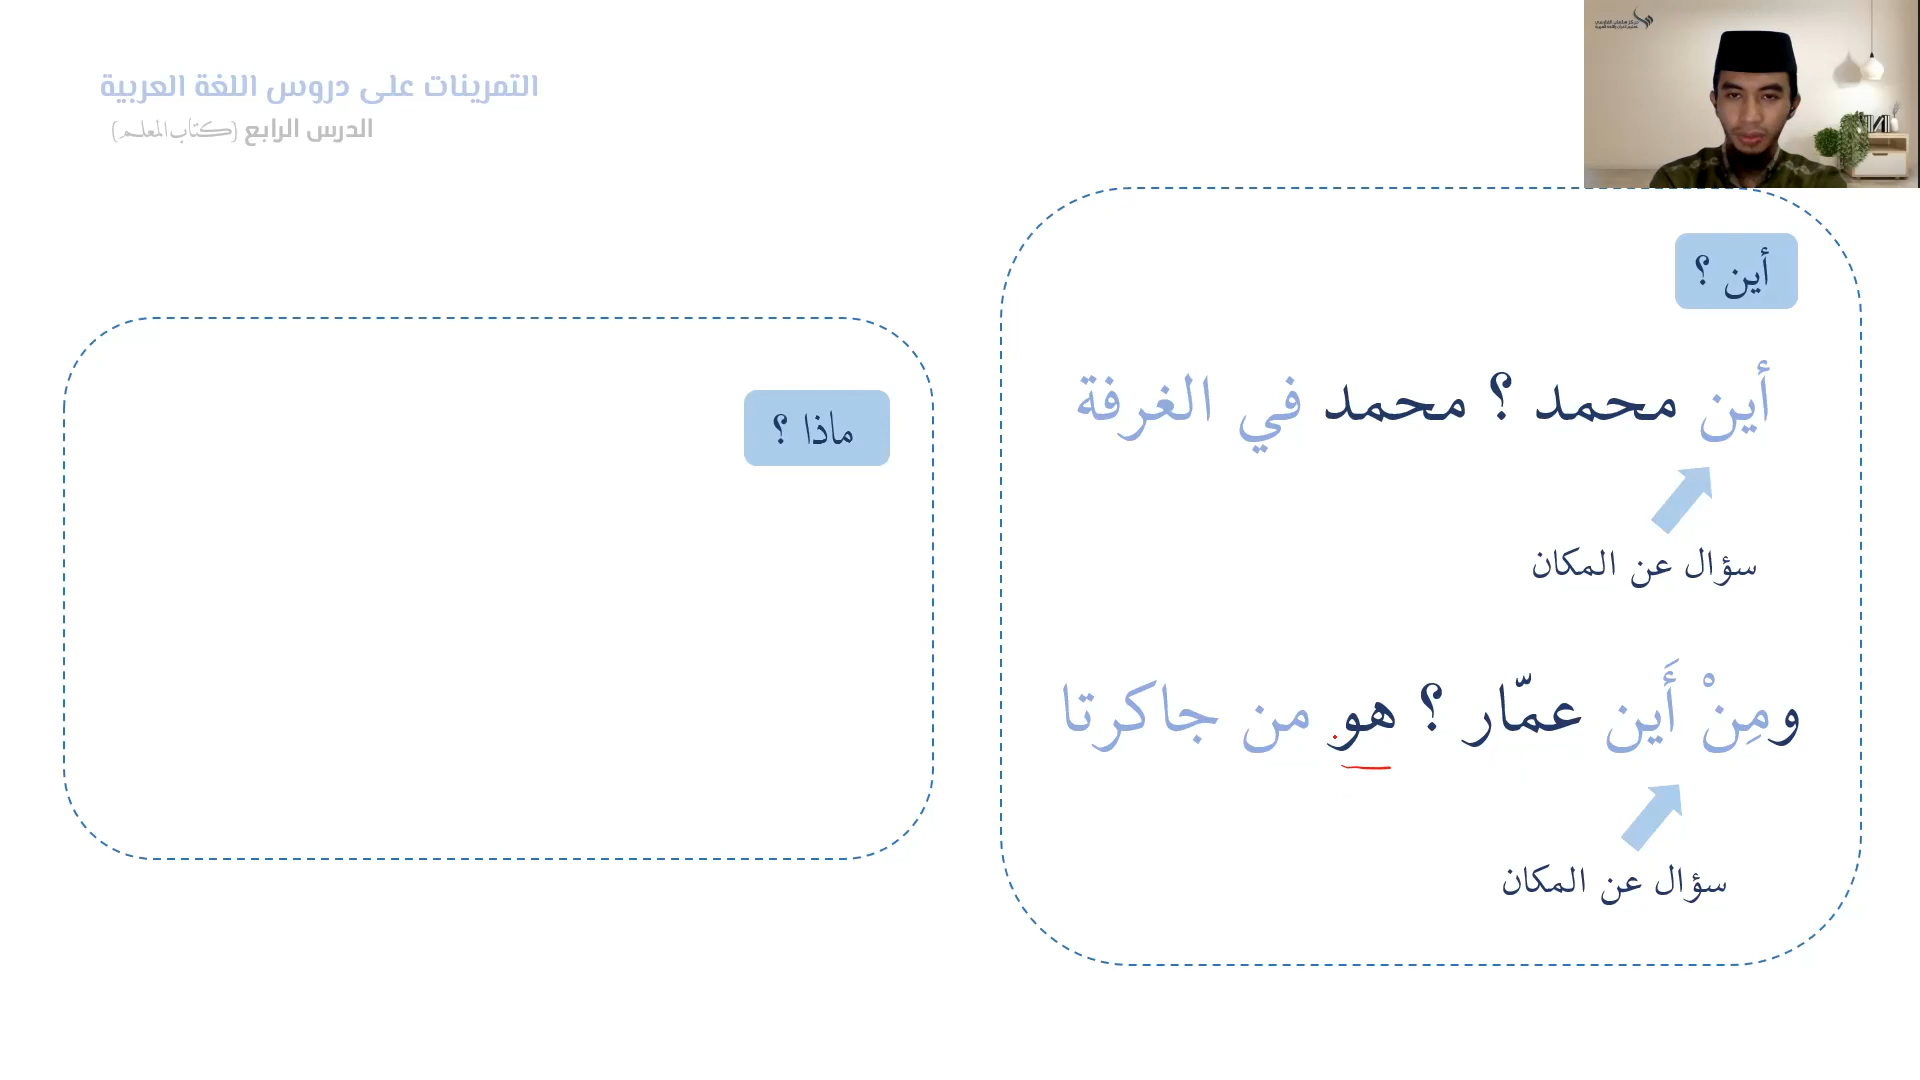 التمرينات على دروس اللغة العربية
الدرس الرابع (كتاب المعلم)
أين ؟
أين محمد ؟ محمد في الغرفة
سؤال عن المكان
ومِنْ أَين عمّار ؟ هو من جاكرتا
سؤال عن المكان
ماذا ؟